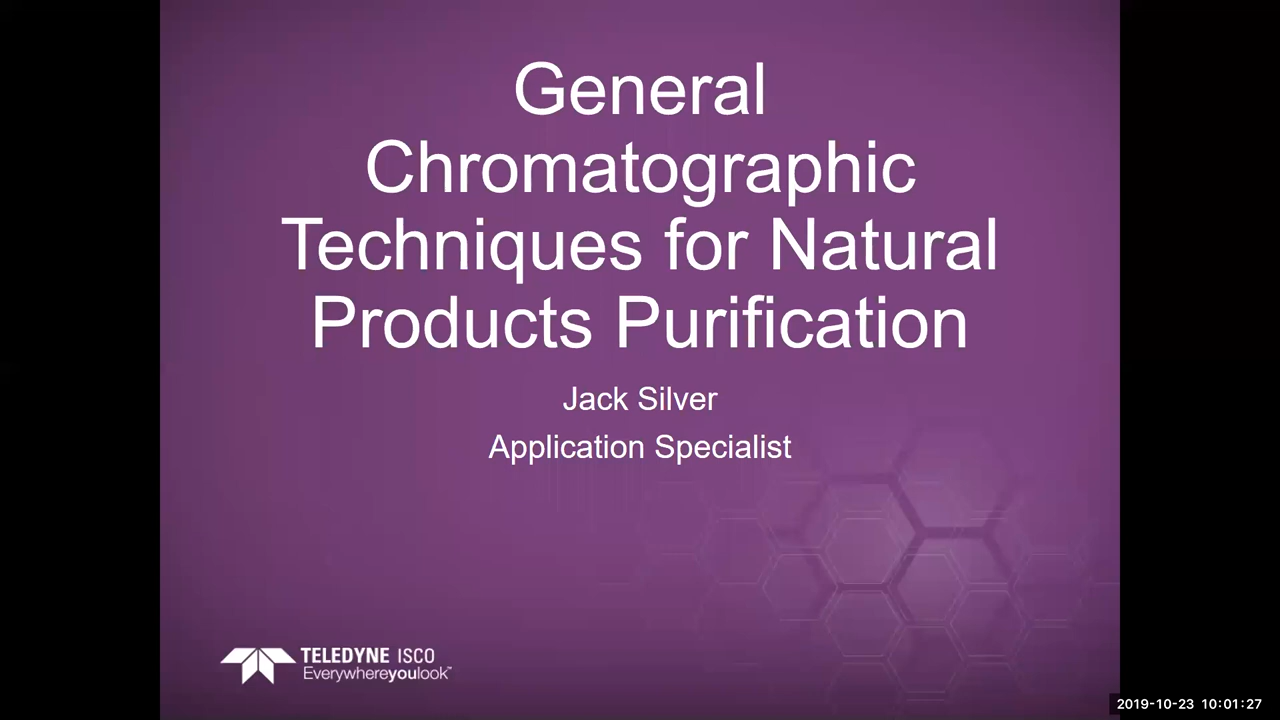 General
Chromatographic
Techniques for Natural
Products Purification
Jack Silver
Application Specialist
TELEDYNE ISCO
Everywhereyoulook™
2019-10-23 10:01:27